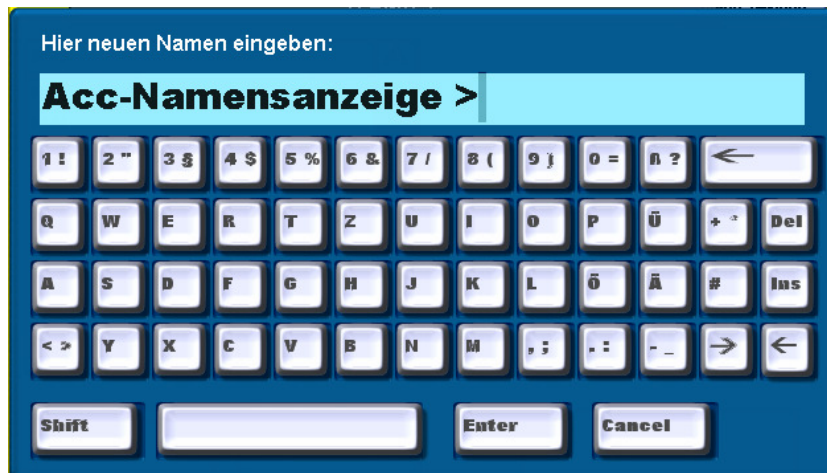 Hier neuen Namen eingeben:
Acc-Namensanzeige >
1 ! 2 " 3 § 4 $ 5 % 6 & 7 / 8 ( 9 ) 0 = ß ? ←
Q W E R T Z U I O P Ü + * Del
A S D F G H J K L Ö Ä # Ins
< > Y X C V B N M , ; . : - _ → ←
Shift Enter Cancel